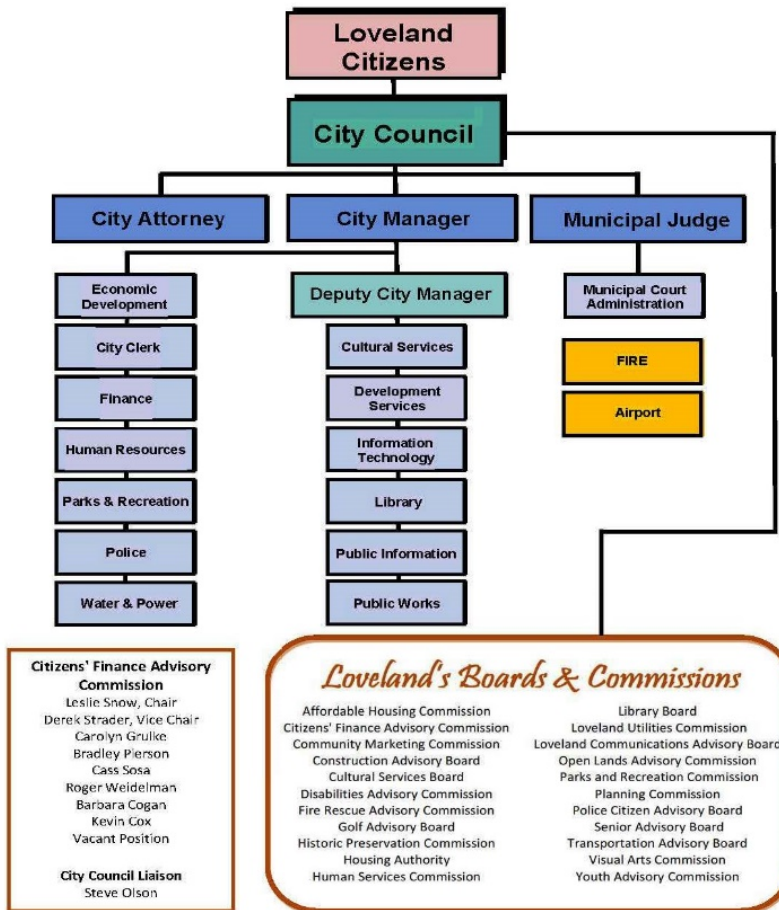 Loveland
Citizens
City Council
City Attorney
City Manager
Municipal Judge
Economic
Development
City Clerk
Finance
Human Resources
Parks & Recreation
Police
Water & Power
Deputy City Manager
Cultural Services
Development
Services
Information
Technology
Library
Public Information
Public Works
Municipal Court
Administration
FIRE
Airport
Citizens' Finance Advisory
Commission
Leslie Snow, Chair
Derek Strader, Vice Chair
Carolyn Grulke
Bradley Pierson
Cass Sosa
Roger Weidelman
Barbara Cogan
Kevin Cox
Vacant Position
City Council Liaison
Steve Olson
Loveland's Boards & Commissions
Affordable Housing Commission
Citizens' Finance Advisory Commission
Community Marketing Commission
Construction Advisory Board
Cultural Services Board
Disabilities Advisory Commission
Fire Rescue Advisory Commission
Golf Advisory Board
Historic Preservation Commission
Housing Authority
Human Services Commission
Library Board
Loveland Utilities Commission
Loveland Communications Advisory Board
Open Lands Advisory Commission
Parks and Recreation Commission
Planning Commission
Police Citizen Advisory Board
Senior Advisory Board
Transportation Advisory Board
Visual Arts Commission
Youth Advisory Commission